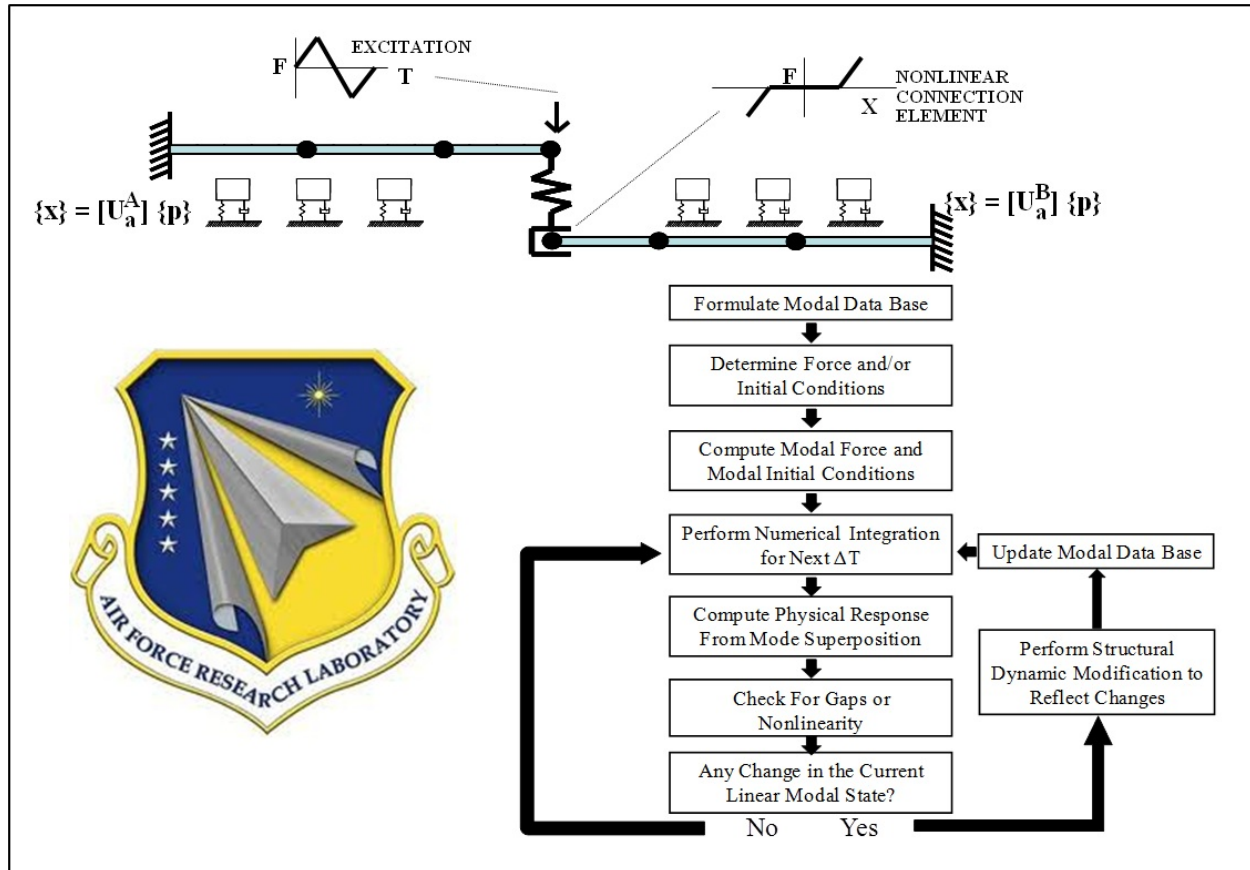 EXCITATION
F
T
F
X
NONLINEAR
CONNECTION
ELEMENT
{x} = [U_a^A] {p}
{x} = [U_a^B] {p}
Formulate Modal Data Base
Determine Force and/or
Initial Conditions
Compute Modal Force and
Modal Initial Conditions
Perform Numerical Integration
for Next ΔT
Update Modal Data Base
Compute Physical Response
From Mode Superposition
Perform Structural
Dynamic Modification to
Reflect Changes
Check For Gaps or
Nonlinearity
Any Change in the Current
Linear Modal State?
No Yes
AIR FORCE RESEARCH LABORATORY